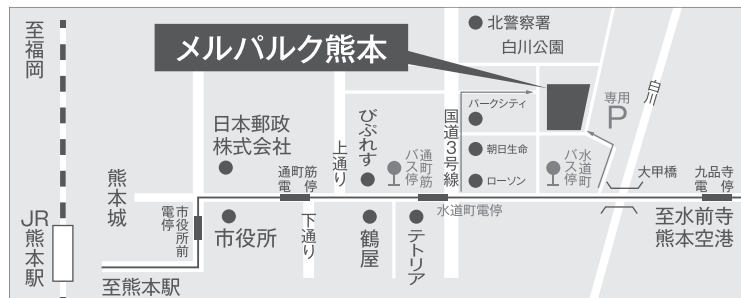 至福岡
メルパルク熊本
北警察署
白川公園
白川
専用
P
パークシティ
朝日生命
ローソン
国道3号線
日本郵政
株式会社
上通り
びぷれす
通町筋
バス停
水道町
バス停
大甲橋
九品寺
電停
通町筋
電停
熊本城
市役所前
電停
市役所
下通り
鶴屋
テトリア
水道町電停
至水前寺
熊本空港
JR
熊本駅
至熊本駅